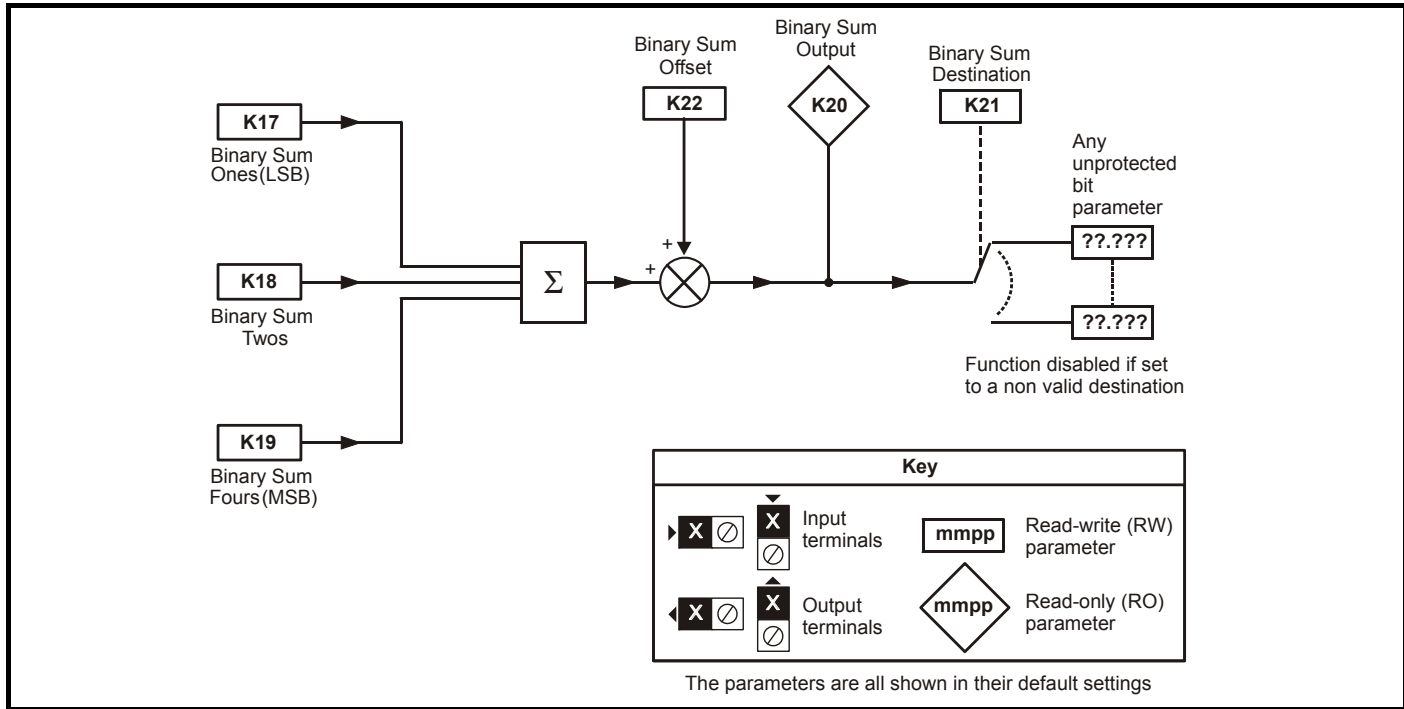 Binary Sum
Offset
K22
Binary Sum
Output
K20
Binary Sum
Destination
K21
K17
Binary Sum
Ones(LSB)
K18
Binary Sum
Twos
K19
Binary Sum
Fours(MSB)
Σ
+
+
Any
unprotected
bit
parameter
??.???
??.???
Function disabled if set
to a non valid destination
Key
X
X
Input
terminals
mmpp
Read-write (RW)
parameter
X
X
Output
terminals
mmpp
Read-only (RO)
parameter
The parameters are all shown in their default settings